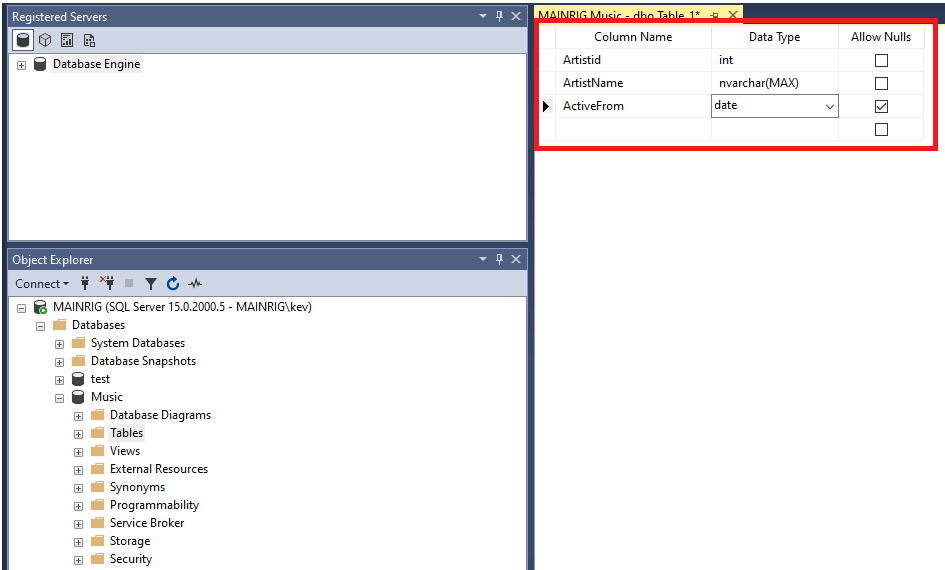 Registered Servers
Database Engine
MAINRIG.Music - dbo.Table_1*
Column Name Data Type Allow Nulls
Artistid int
ArtistName nvarchar(MAX)
ActiveFrom date
Object Explorer
Connect
MAINRIG (SQL Server 15.0.2000.5 - MAINRIG\kev)
Databases
System Databases
Database Snapshots
test
Music
Database Diagrams
Tables
Views
External Resources
Synonyms
Programmability
Service Broker
Storage
Security